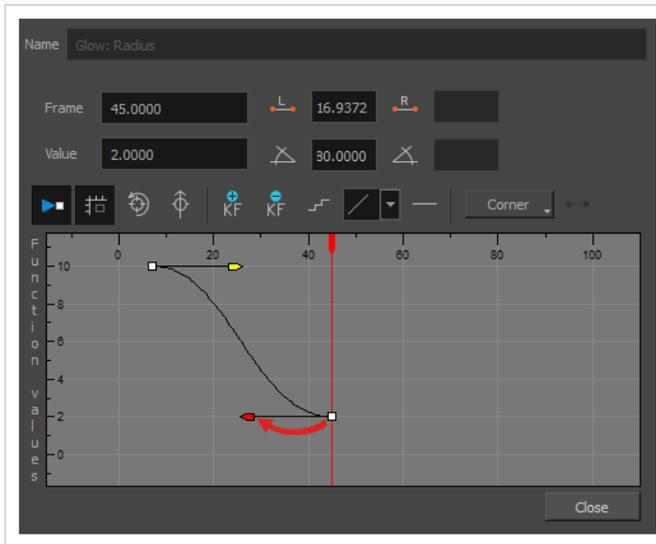 Name Glow: Radius
Frame 45.0000 L 16.9372 R
Value 2.0000 30.0000
KF KF Corner
Function values
0 20 40 60 80 100
10
8
6
4
2
0
Close